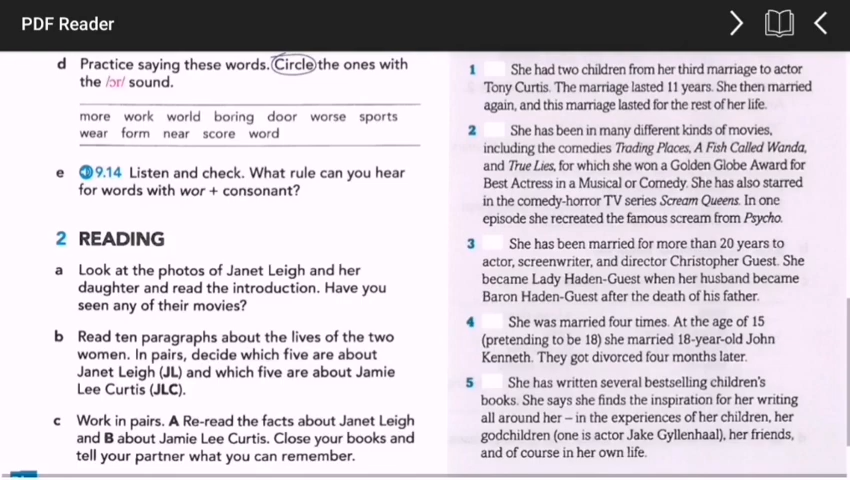 PDF Reader
d Practice saying these words. Circle the ones with
the /ɔr/ sound.
more work world boring door worse sports
wear form near score word
e 9.14 Listen and check. What rule can you hear
for words with wor + consonant?
2 READING
a Look at the photos of Janet Leigh and her
daughter and read the introduction. Have you
seen any of their movies?
b Read ten paragraphs about the lives of the two
women. In pairs, decide which five are about
Janet Leigh (JL) and which five are about Jamie
Lee Curtis (JLC).
c Work in pairs. A Re-read the facts about Janet Leigh
and B about Jamie Lee Curtis. Close your books and
tell your partner what you can remember.
1 She had two children from her third marriage to actor
Tony Curtis. The marriage lasted 11 years. She then married
again, and this marriage lasted for the rest of her life.
2 She has been in many different kinds of movies,
including the comedies Trading Places, A Fish Called Wanda,
and True Lies, for which she won a Golden Globe Award for
Best Actress in a Musical or Comedy. She has also starred
in the comedy-horror TV series Scream Queens. In one
episode she recreated the famous scream from Psycho.
3 She has been married for more than 20 years to
actor, screenwriter, and director Christopher Guest. She
became Lady Haden-Guest when her husband became
Baron Haden-Guest after the death of his father.
4 She was married four times. At the age of 15
(pretending to be 18) she married 18-year-old John
Kenneth. They got divorced four months later.
5 She has written several bestselling children's
books. She says she finds the inspiration for her writing
all around her – in the experiences of her children, her
godchildren (one is actor Jake Gyllenhaal), her friends,
and of course in her own life.